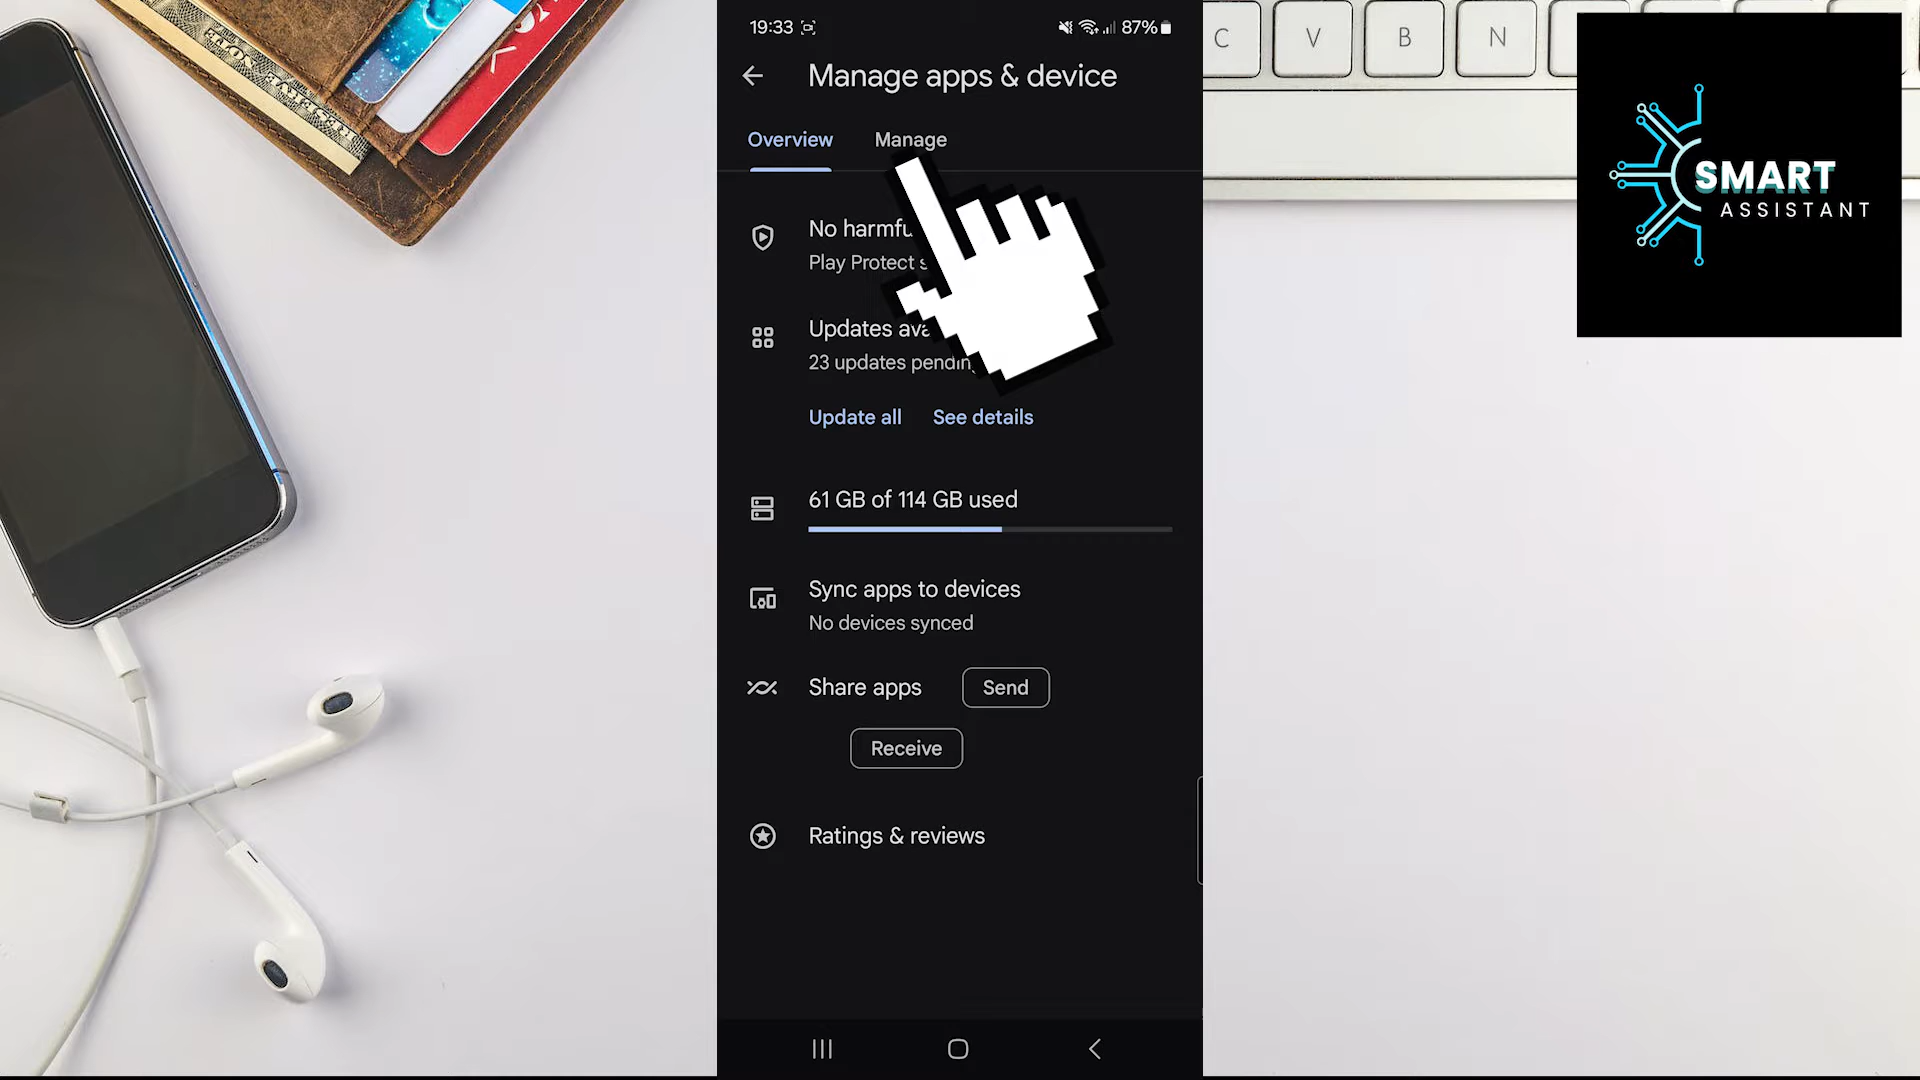 19:33
87%
Manage apps & device
Overview Manage
No harmfu
Play Protect s
Updates ava
23 updates pendin
Update all See details
61 GB of 114 GB used
Sync apps to devices
No devices synced
Share apps Send
Receive
Ratings & reviews
C V B N
SMART
ASSISTANT